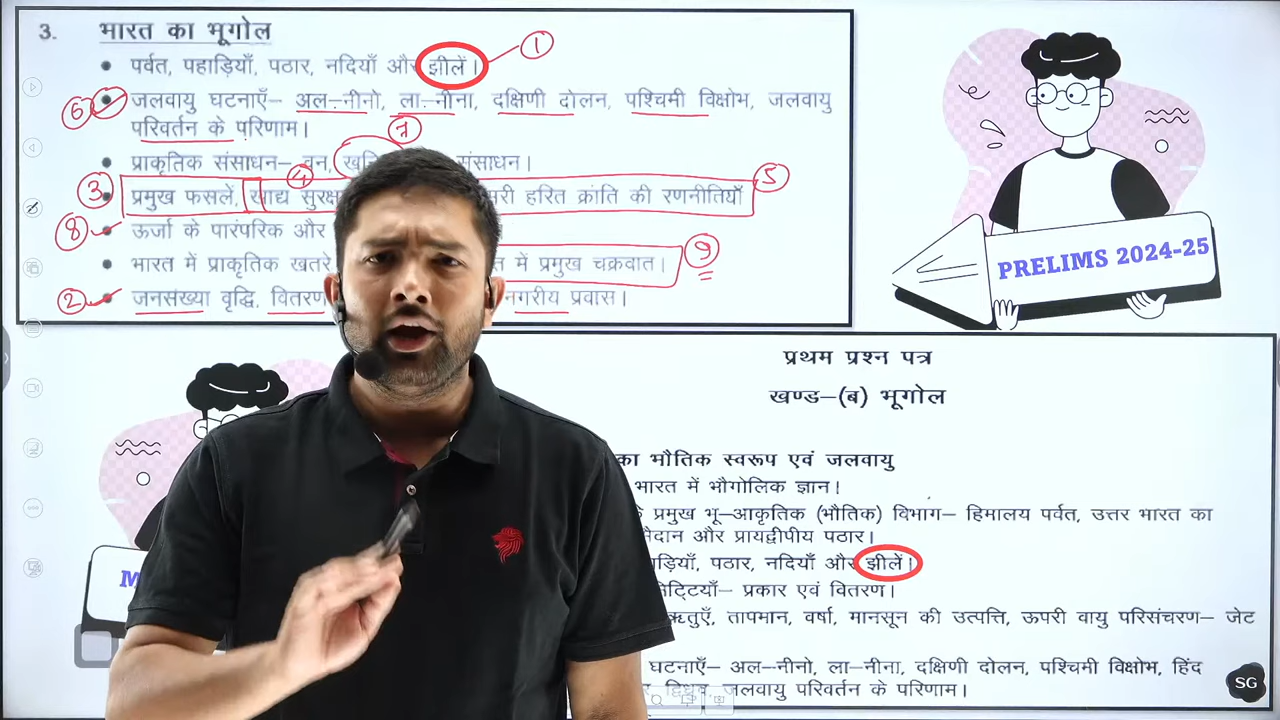 3. भारत का भूगोल
• पर्वत, पहाड़ियाँ, पठार, नदियाँ और झीलें। 1
6 • जलवायु घटनाएँ– अल–नीनो, ला–नीना, दक्षिणी दोलन, पश्चिमी विक्षोभ, जलवायु
परिवर्तन के परिणाम।
7
• प्राकृतिक संसाधन– वन, संसाधन।
4
3 • प्रमुख फसलें, खाद्य हरित क्रांति की रणनीतियाँ 5
8 • ऊर्जा के पारंपरिक और
• भारत में प्राकृतिक खतरे में प्रमुख चक्रवात। 9
2 • जनसंख्या वृद्धि, वितरण नगरीय प्रवास।
PRELIMS 2024-25
प्रथम प्रश्न पत्र
खण्ड–(ब) भूगोल
का भौतिक स्वरूप एवं जलवायु
भारत में भौगोलिक ज्ञान।
प्रमुख भू–आकृतिक (भौतिक) विभाग– हिमालय पर्वत, उत्तर भारत का
मैदान और प्रायद्वीपीय पठार।
पठार, नदियाँ और झीलें।
प्रकार एवं वितरण।
ऋतुएँ, तापमान, वर्षा, मानसून की उत्पत्ति, ऊपरी वायु परिसंचरण– जेट
घटनाएँ– अल–नीनो, ला–नीना, दक्षिणी दोलन, पश्चिमी विक्षोभ, हिंद
जलवायु परिवर्तन के परिणाम।
SG